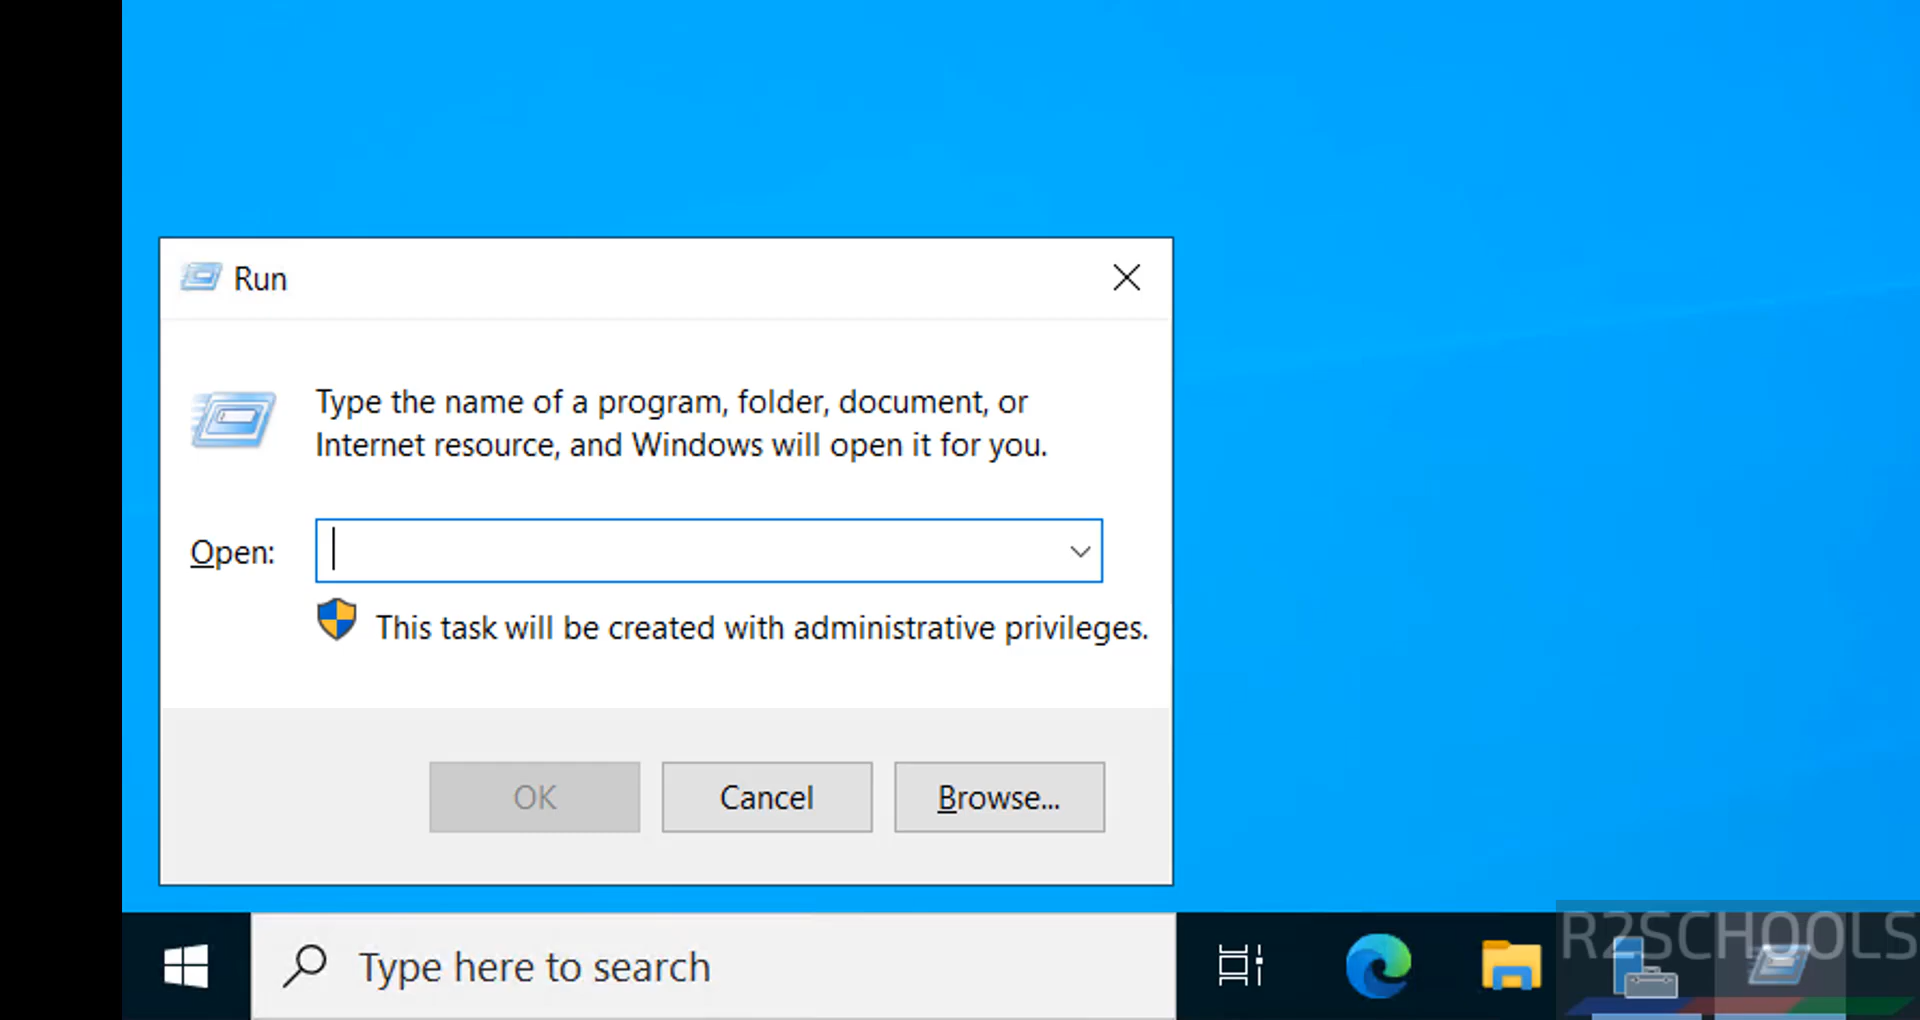 Run
Type the name of a program, folder, document, or
Internet resource, and Windows will open it for you.
Open:
This task will be created with administrative privileges.
OK
Cancel
Browse...
Type here to search
R2SCHOOLS